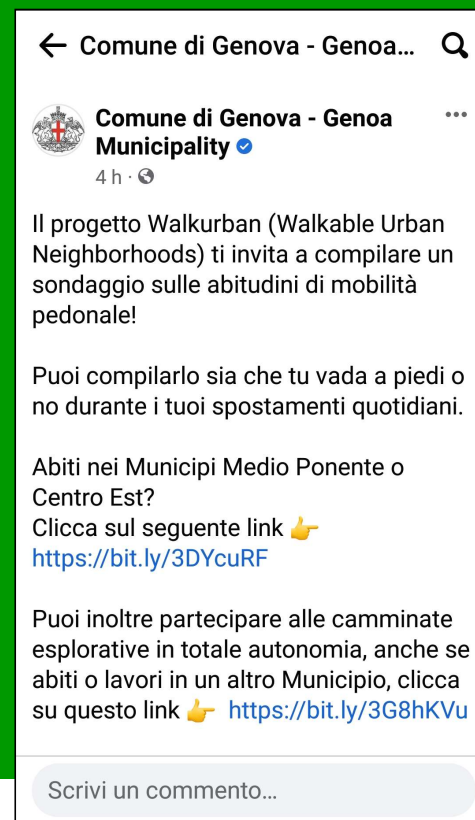 Comune di Genova - Genoa...
Comune di Genova - Genoa
Municipality
4 h ·
Il progetto Walkurban (Walkable Urban
Neighborhoods) ti invita a compilare un
sondaggio sulle abitudini di mobilità
pedonale!
Puoi compilarlo sia che tu vada a piedi o
no durante i tuoi spostamenti quotidiani.
Abiti nei Municipi Medio Ponente o
Centro Est?
Clicca sul seguente link 👉
https://bit.ly/3DYcuRF
Puoi inoltre partecipare alle camminate
esplorative in totale autonomia, anche se
abiti o lavori in un altro Municipio, clicca
su questo link 👉 https://bit.ly/3G8hKVu
Scrivi un commento...